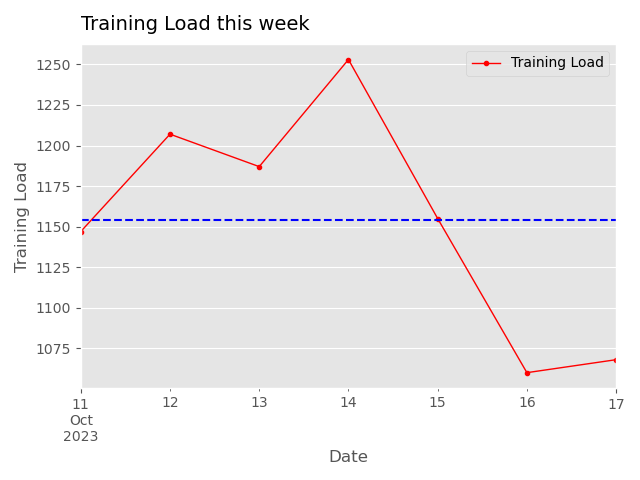 Training Load this week
Training Load
1250
1225
1200
1175
1150
1125
1100
1075
Training Load
11 12 13 14 15 16 17
Oct
2023
Date